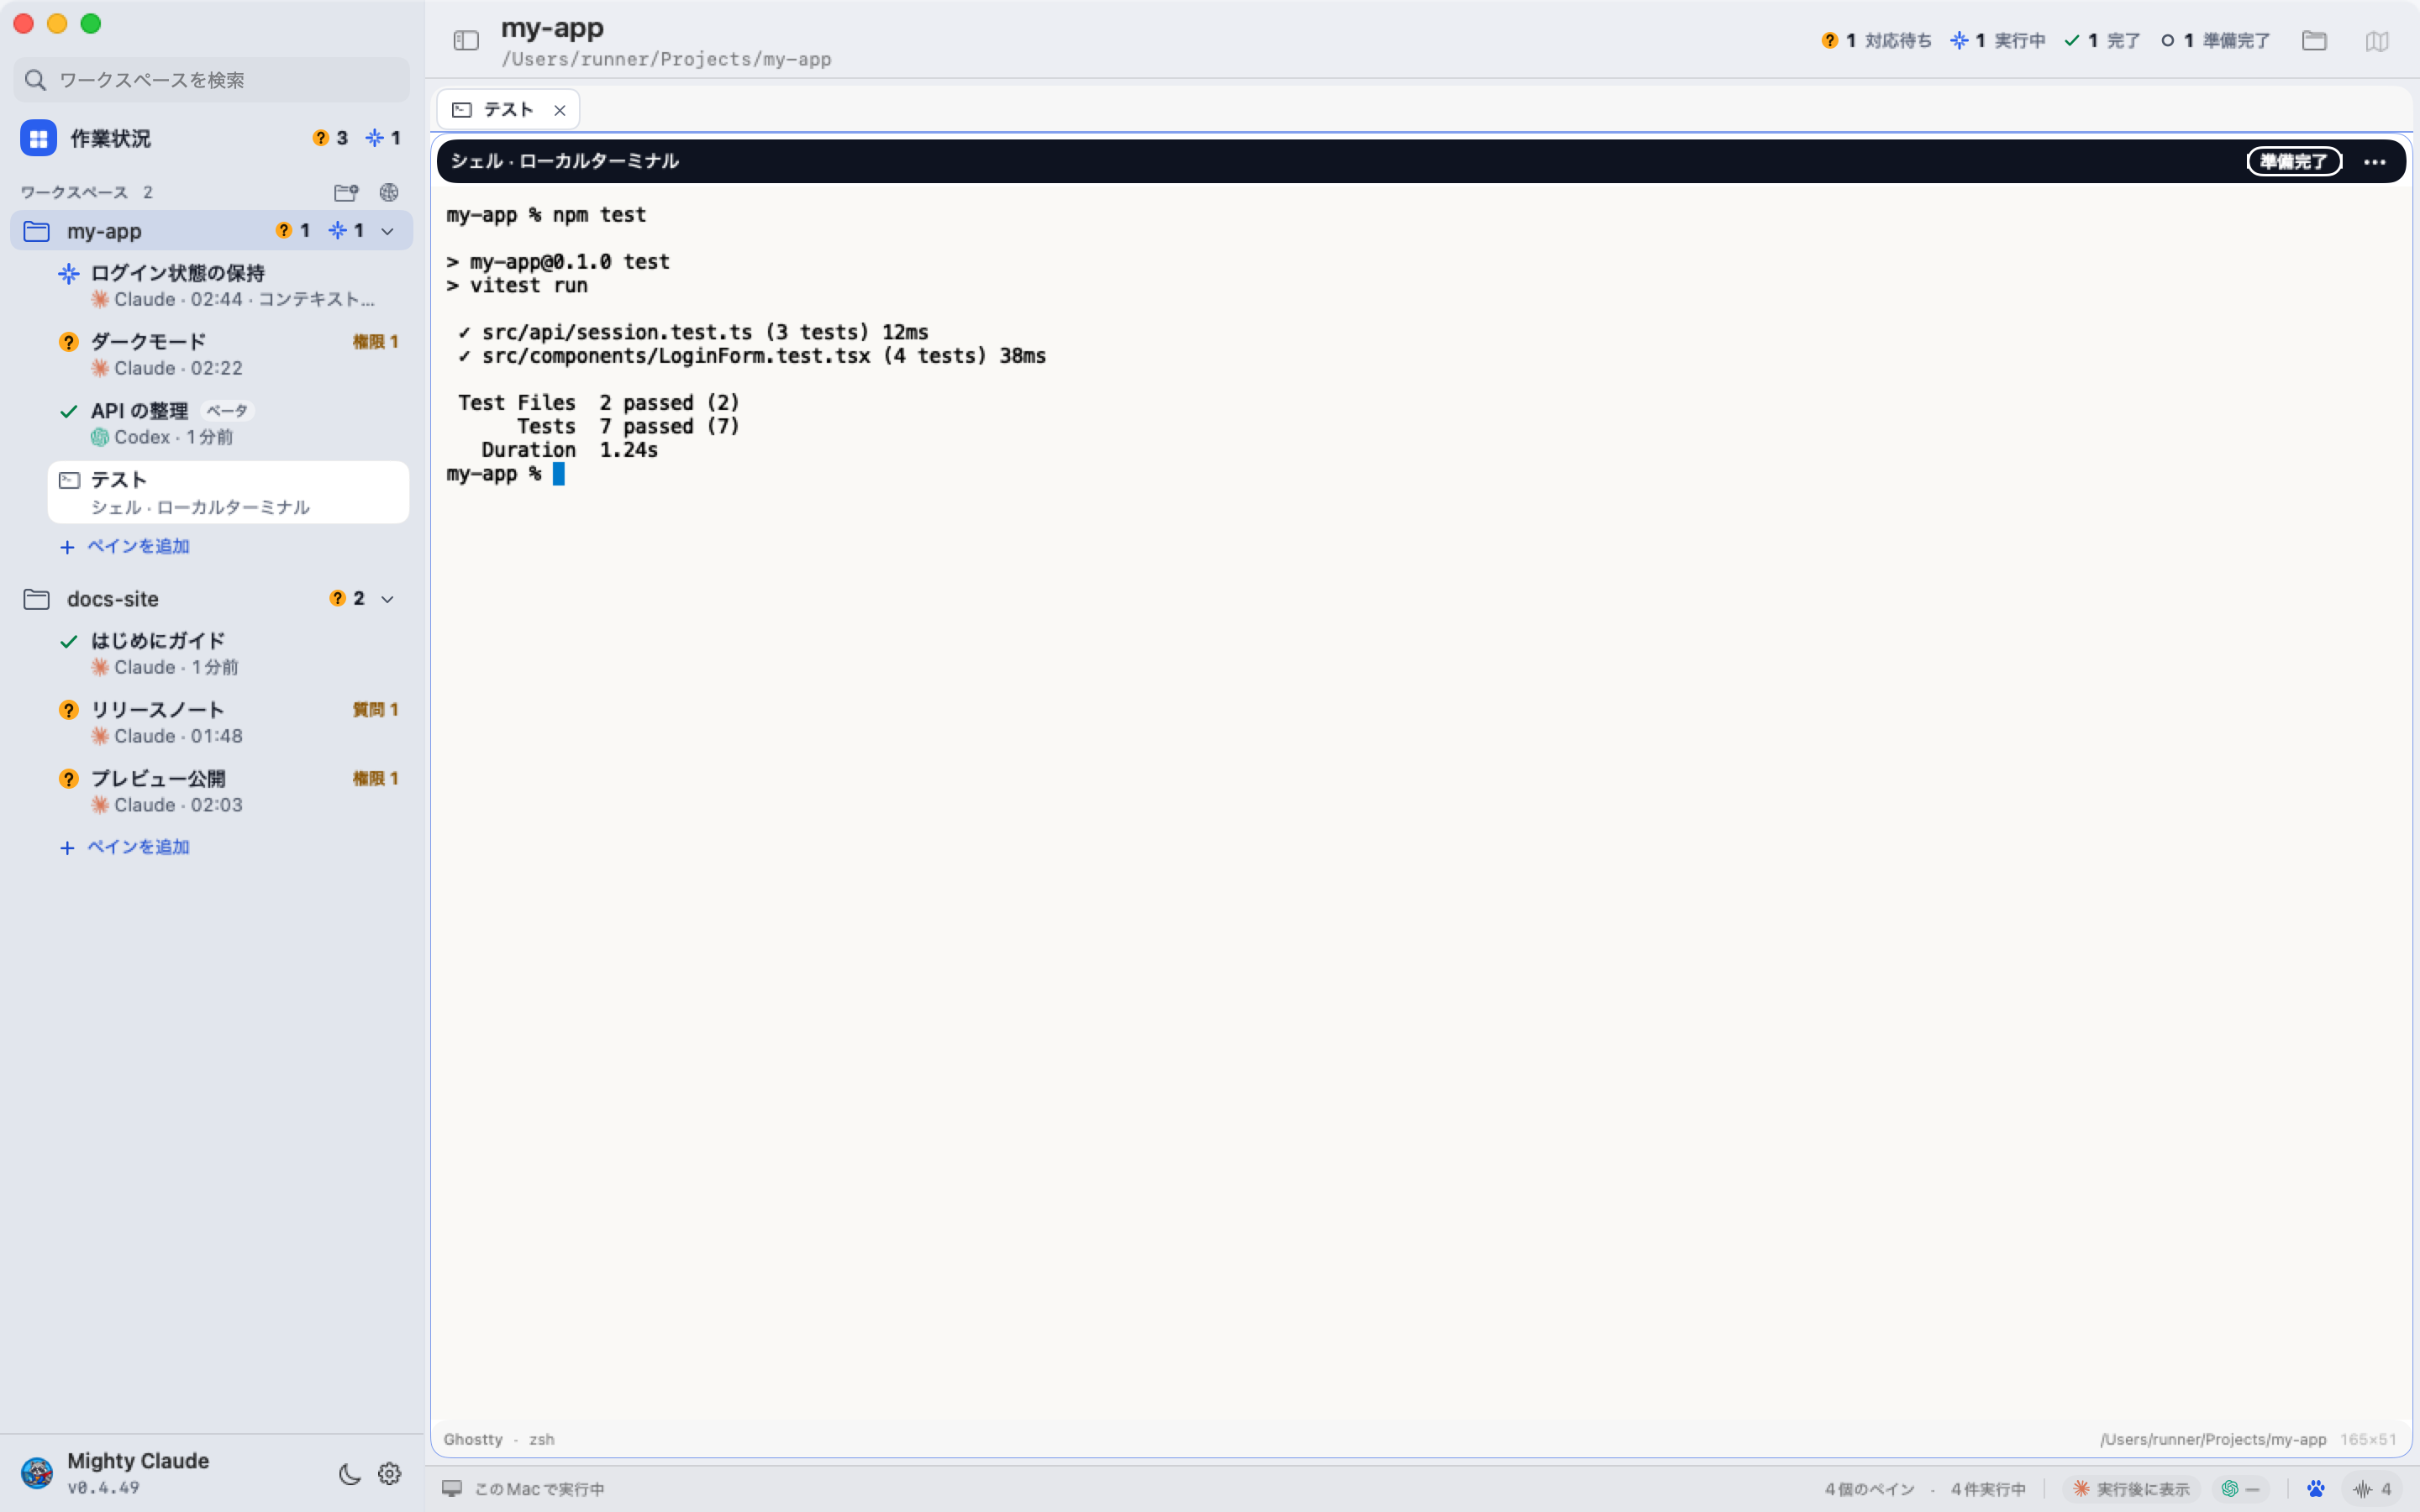 ワークスペースを検索
作業状況 3 1
ワークスペース 2
my-app 1 1
ログイン状態の保持
Claude · 02:44 · コンテキスト...
ダークモード 権限 1
Claude · 02:22
API の整理 ベータ
Codex · 1 分前
テスト
シェル · ローカルターミナル
+ ペインを追加
docs-site 2
はじめにガイド
Claude · 1 分前
リリースノート 質問 1
Claude · 01:48
プレビュー公開 権限 1
Claude · 02:03
+ ペインを追加
Mighty Claude
v0.4.49
my-app
/Users/runner/Projects/my-app
1 対応待ち 1 実行中 1 完了 1 準備完了
テスト
シェル · ローカルターミナル 準備完了
my-app % npm test
> my-app@0.1.0 test
> vitest run
✓ src/api/session.test.ts (3 tests) 12ms
✓ src/components/LoginForm.test.tsx (4 tests) 38ms
Test Files 2 passed (2)
Tests 7 passed (7)
Duration 1.24s
my-app %
Ghostty · zsh /Users/runner/Projects/my-app 165×51
この Mac で実行中 4 個のペイン · 4 件実行中 実行後に表示 — 4